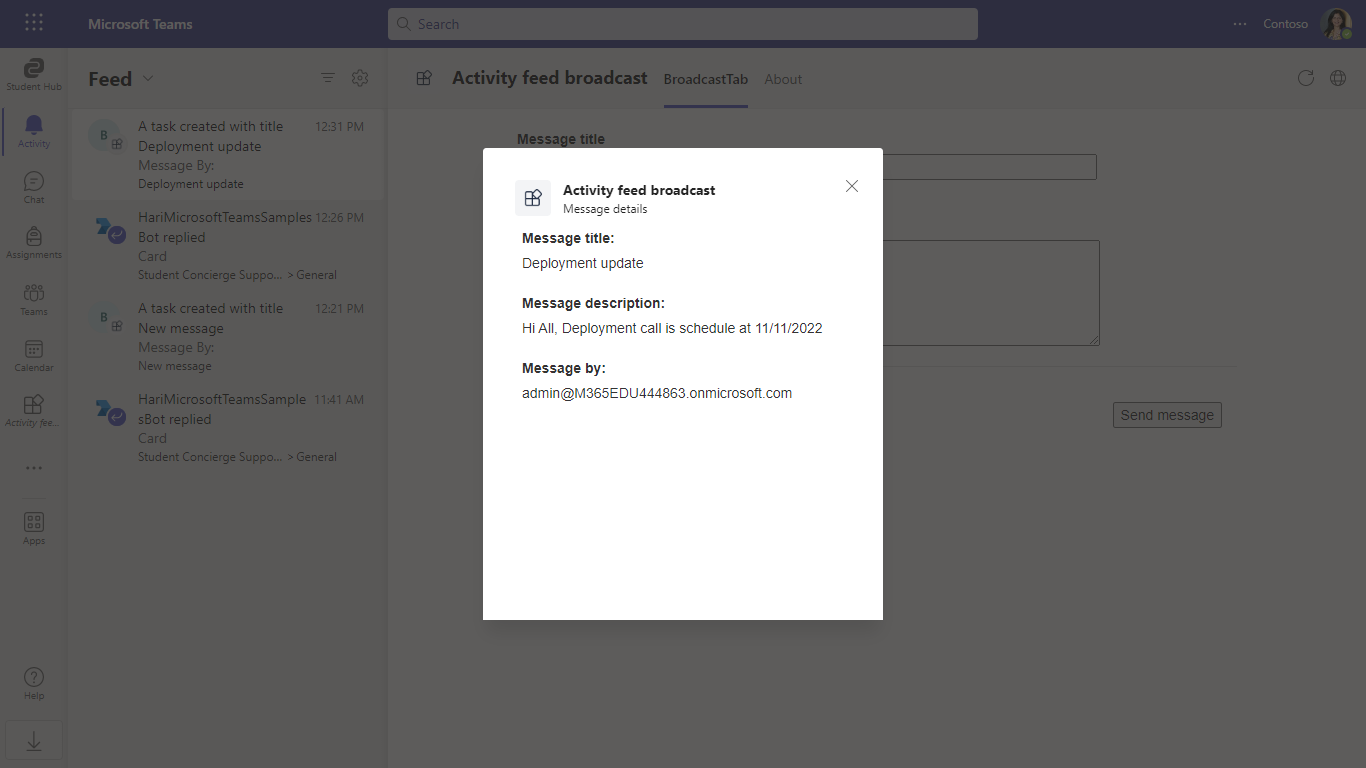 Microsoft Teams
Search
Contoso
Student Hub
Activity
Chat
Assignments
Teams
Calendar
Activity fee...
Apps
Help
Feed
A task created with title 12:31 PM
Deployment update
Message By:
Deployment update
HariMicrosoftTeamsSamples 12:26 PM
Bot replied
Card
Student Concierge Suppo... > General
A task created with title 12:21 PM
New message
Message By:
New message
HariMicrosoftTeamsSample 11:41 AM
sBot replied
Card
Student Concierge Suppo... > General
Activity feed broadcast BroadcastTab About
Message title
Send message
B
B
Activity feed broadcast
Message details
Message title:
Deployment update
Message description:
Hi All, Deployment call is schedule at 11/11/2022
Message by:
admin@M365EDU444863.onmicrosoft.com